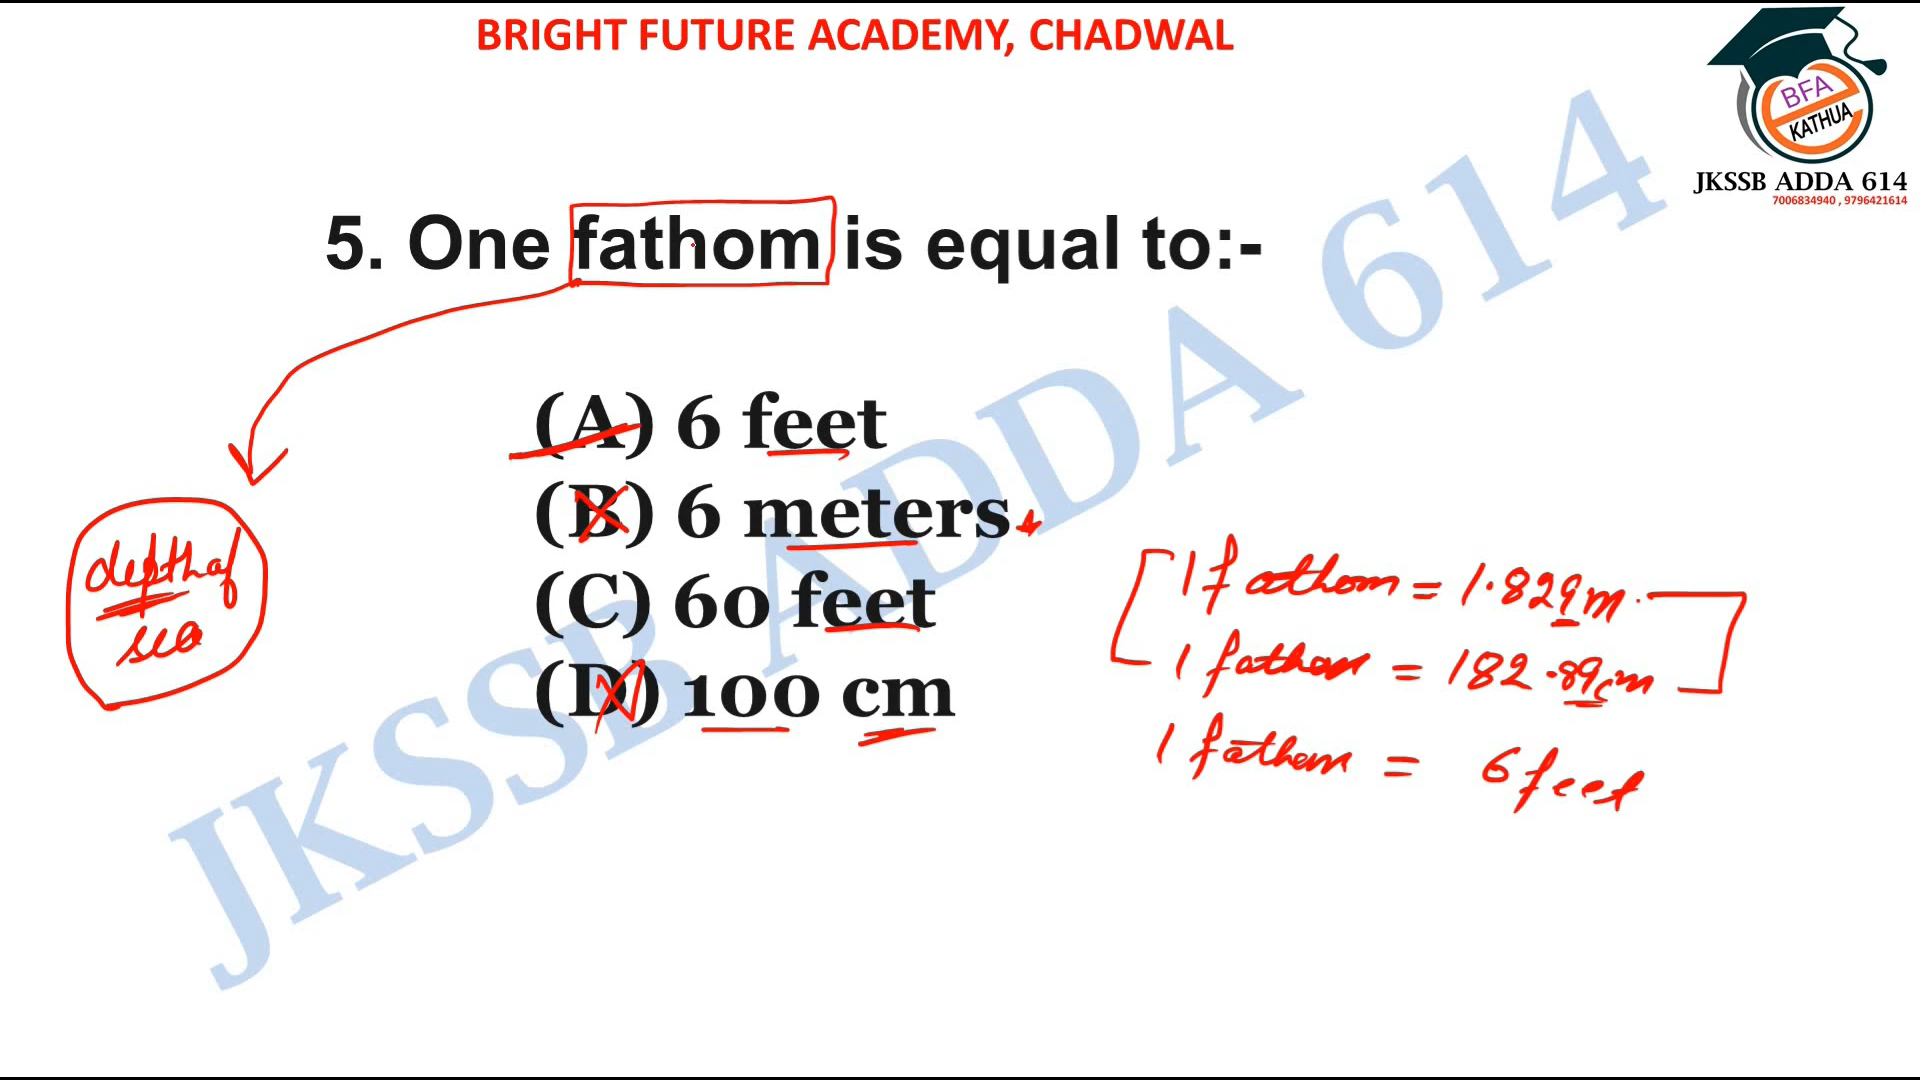 BRIGHT FUTURE ACADEMY, CHADWAL
BFA
KATHUA
JKSSB ADDA 614
7006834940 , 9796421614
5. One fathom is equal to:-
(A) 6 feet
(B) 6 meters
(C) 60 feet
(D) 100 cm
depth of
sea
1 fathom = 1.829m
1 fathom = 182.89cm
1 fathom = 6 feet
JKSSB ADDA 614